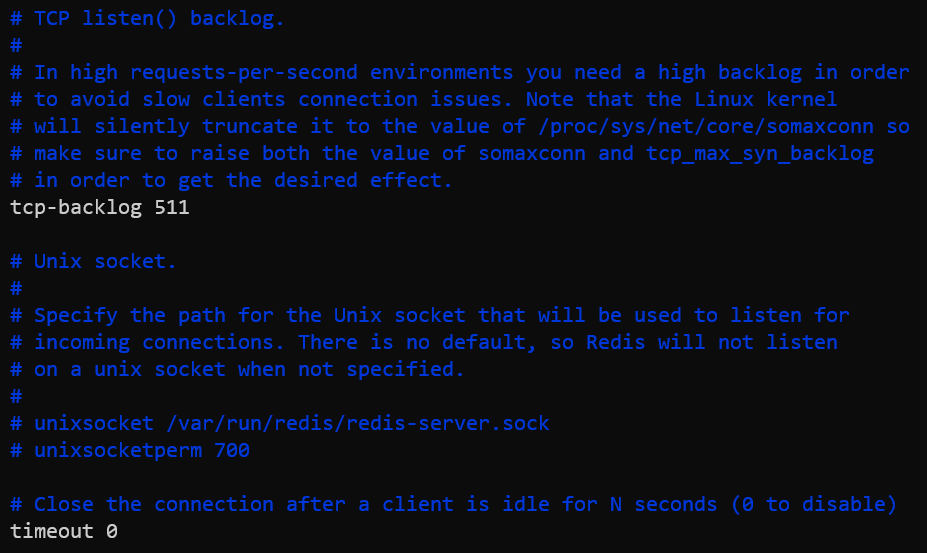 # TCP listen() backlog.
#
# In high requests-per-second environments you need a high backlog in order
# to avoid slow clients connection issues. Note that the Linux kernel
# will silently truncate it to the value of /proc/sys/net/core/somaxconn so
# make sure to raise both the value of somaxconn and tcp_max_syn_backlog
# in order to get the desired effect.
tcp-backlog 511

# Unix socket.
#
# Specify the path for the Unix socket that will be used to listen for
# incoming connections. There is no default, so Redis will not listen
# on a unix socket when not specified.
#
# unixsocket /var/run/redis/redis-server.sock
# unixsocketperm 700

# Close the connection after a client is idle for N seconds (0 to disable)
timeout 0